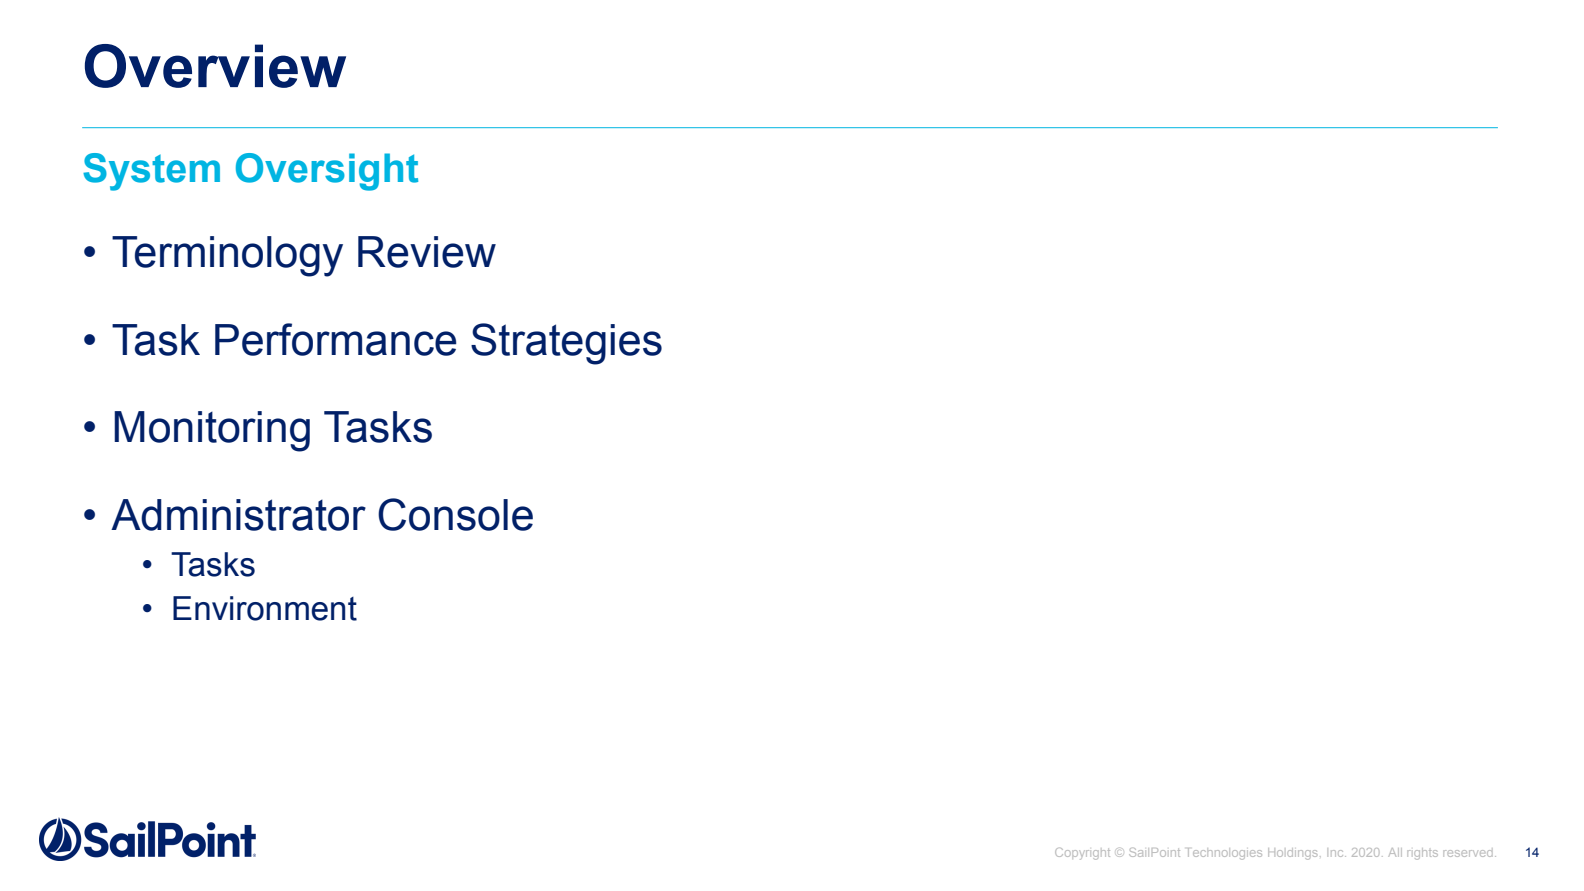 Overview
System Oversight
• Terminology Review
• Task Performance Strategies
• Monitoring Tasks
• Administrator Console
• Tasks
• Environment
SailPoint
Copyright © SailPoint Technologies Holdings, Inc. 2020. All rights reserved. 14